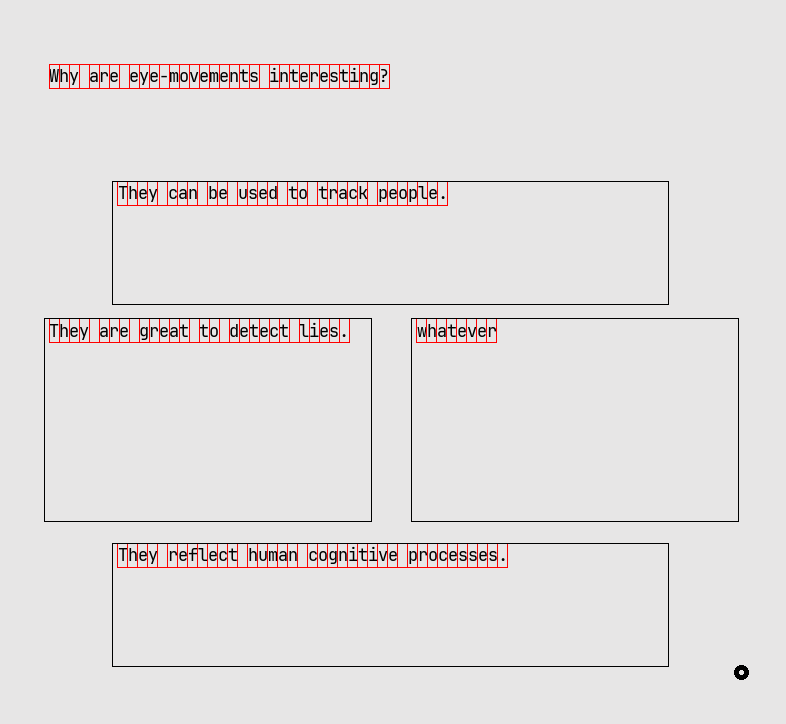 Why are eye-movements interesting?
They can be used to track people.
They are great to detect lies.
whatever
They reflect human cognitive processes.